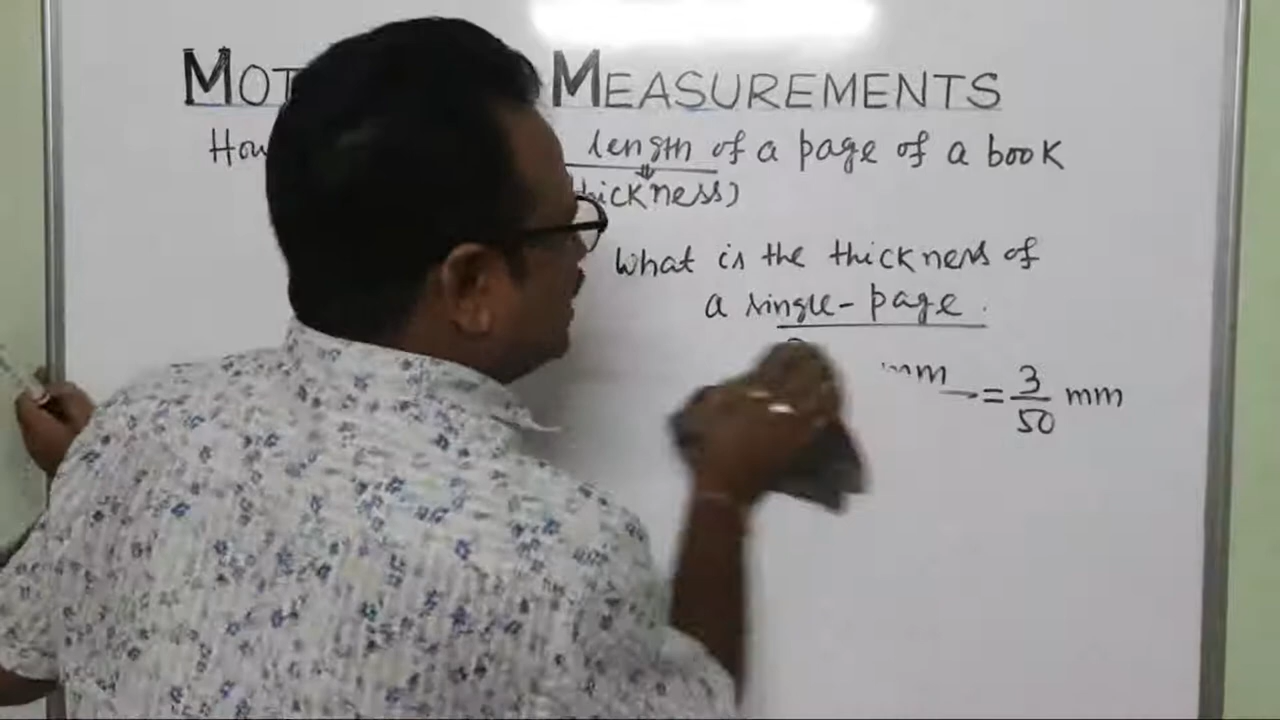 MOT MEASUREMENTS
How length of a page of a book
thickness)
What is the thickness of
a single-page.
mm = 3/50 mm